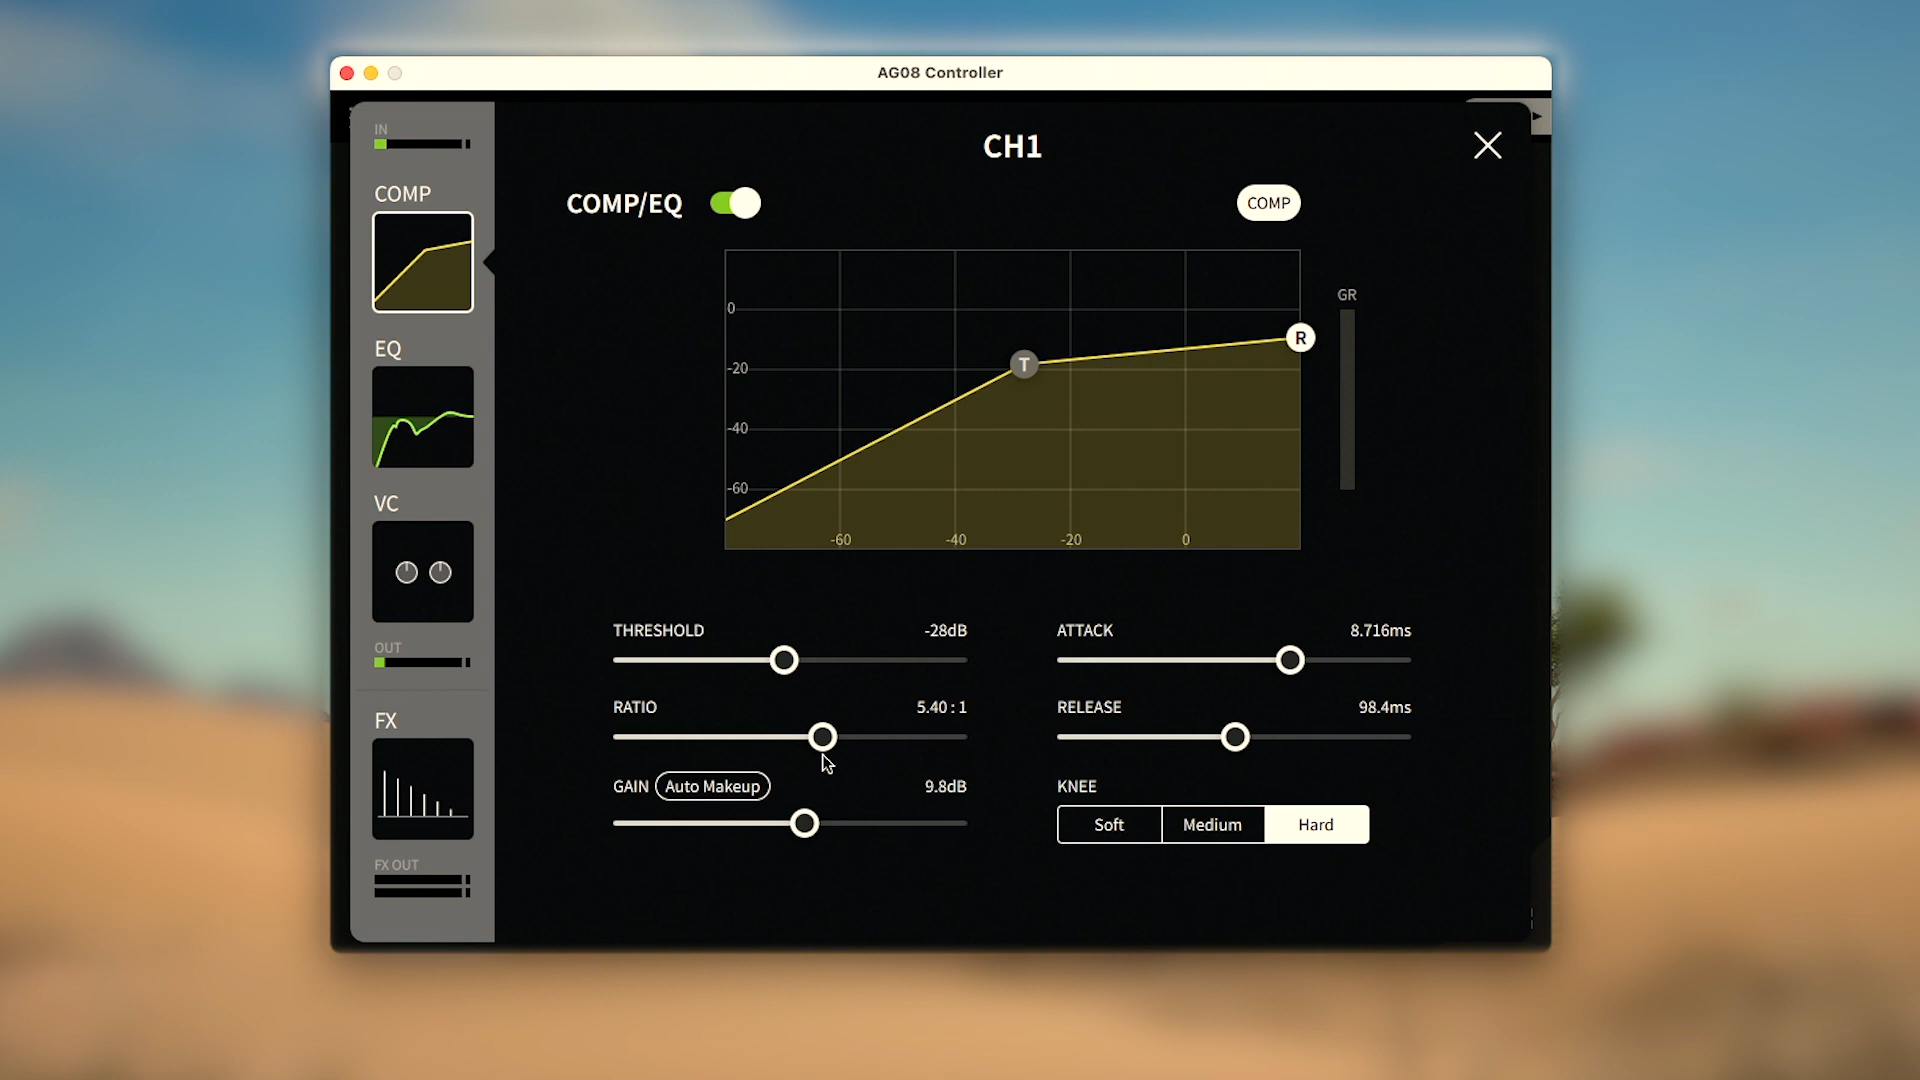 AG08 Controller
IN
COMP
EQ
VC
OUT
FX
FX OUT
CH1
COMP/EQ
COMP
GR
0
-20
-40
-60
-60
-40
-20
0
T
R
THRESHOLD -28dB
ATTACK 8.716ms
RATIO 5.40 : 1
RELEASE 98.4ms
GAIN Auto Makeup 9.8dB
KNEE
Soft Medium Hard